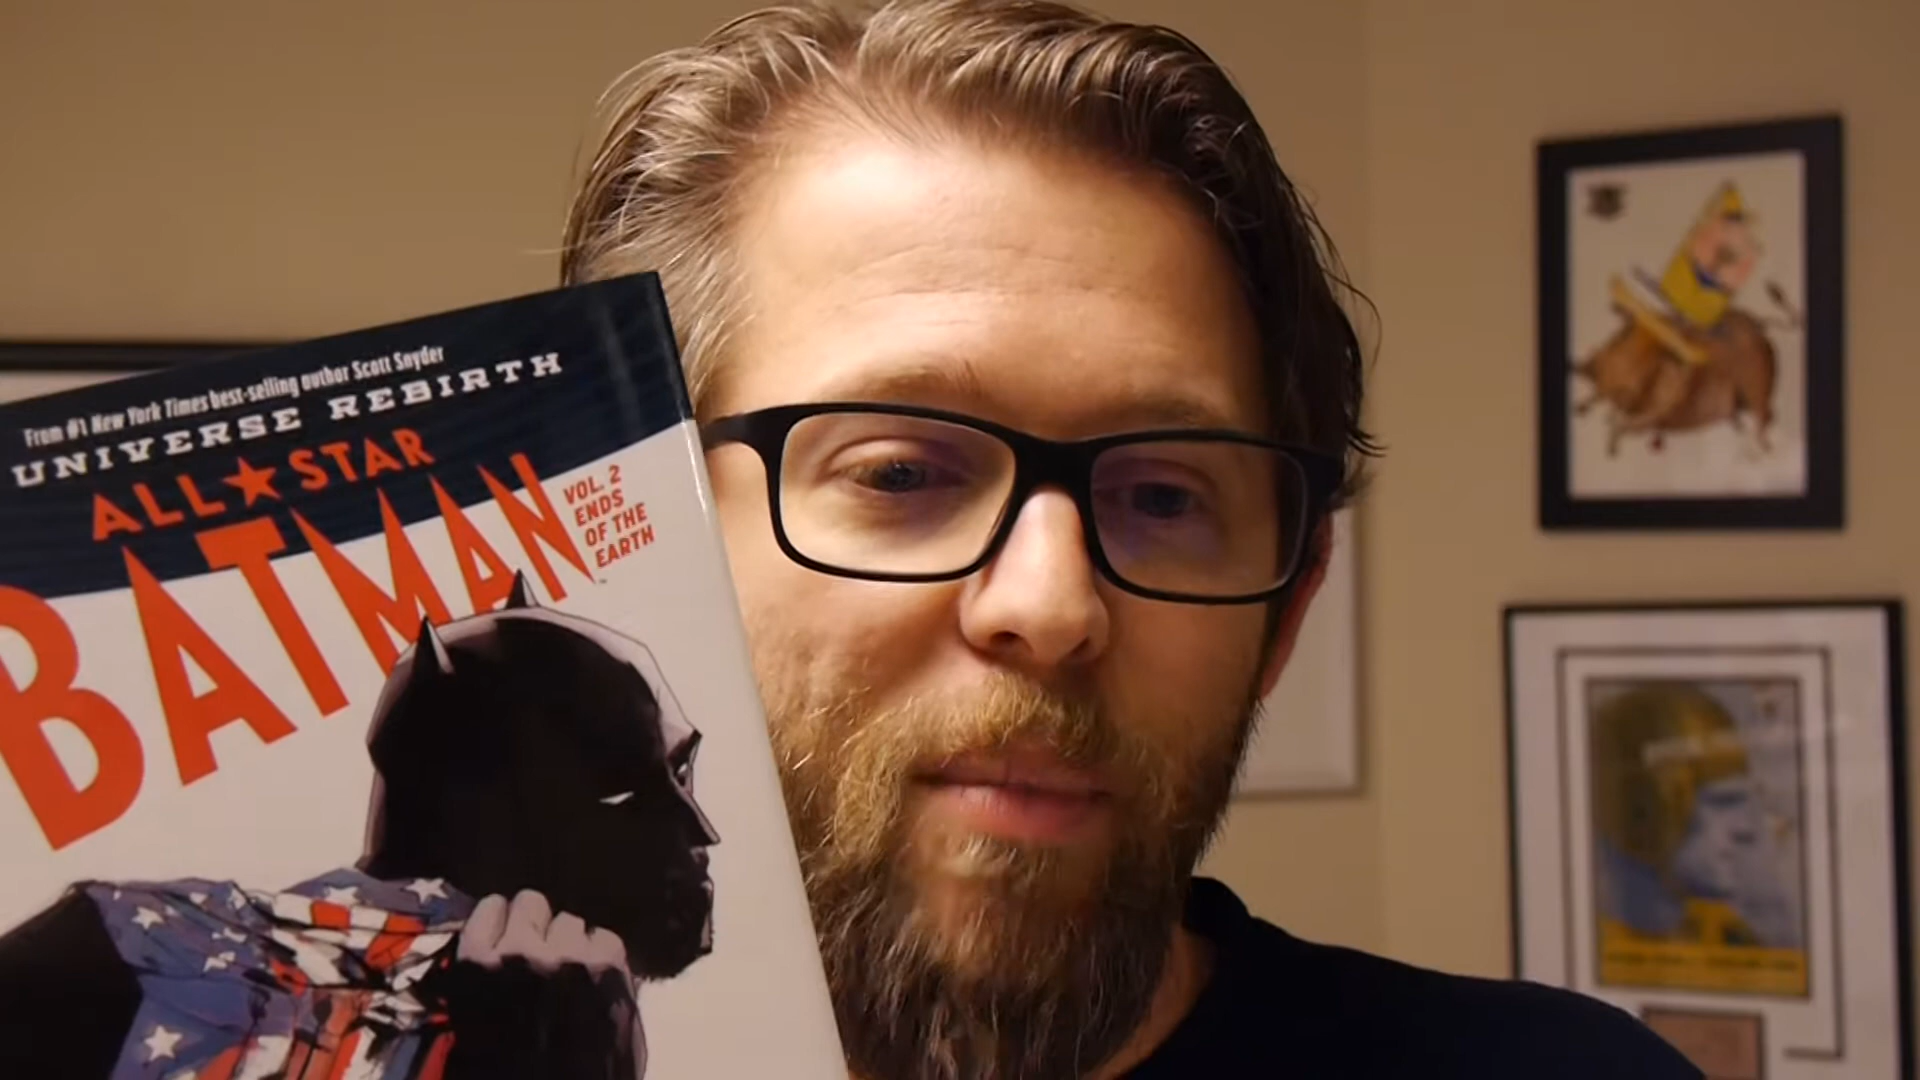 From #1 New York Times best-selling author Scott Snyder
UNIVERSE REBIRTH
ALL★STAR
BATMAN
VOL. 2
ENDS
OF THE
EARTH